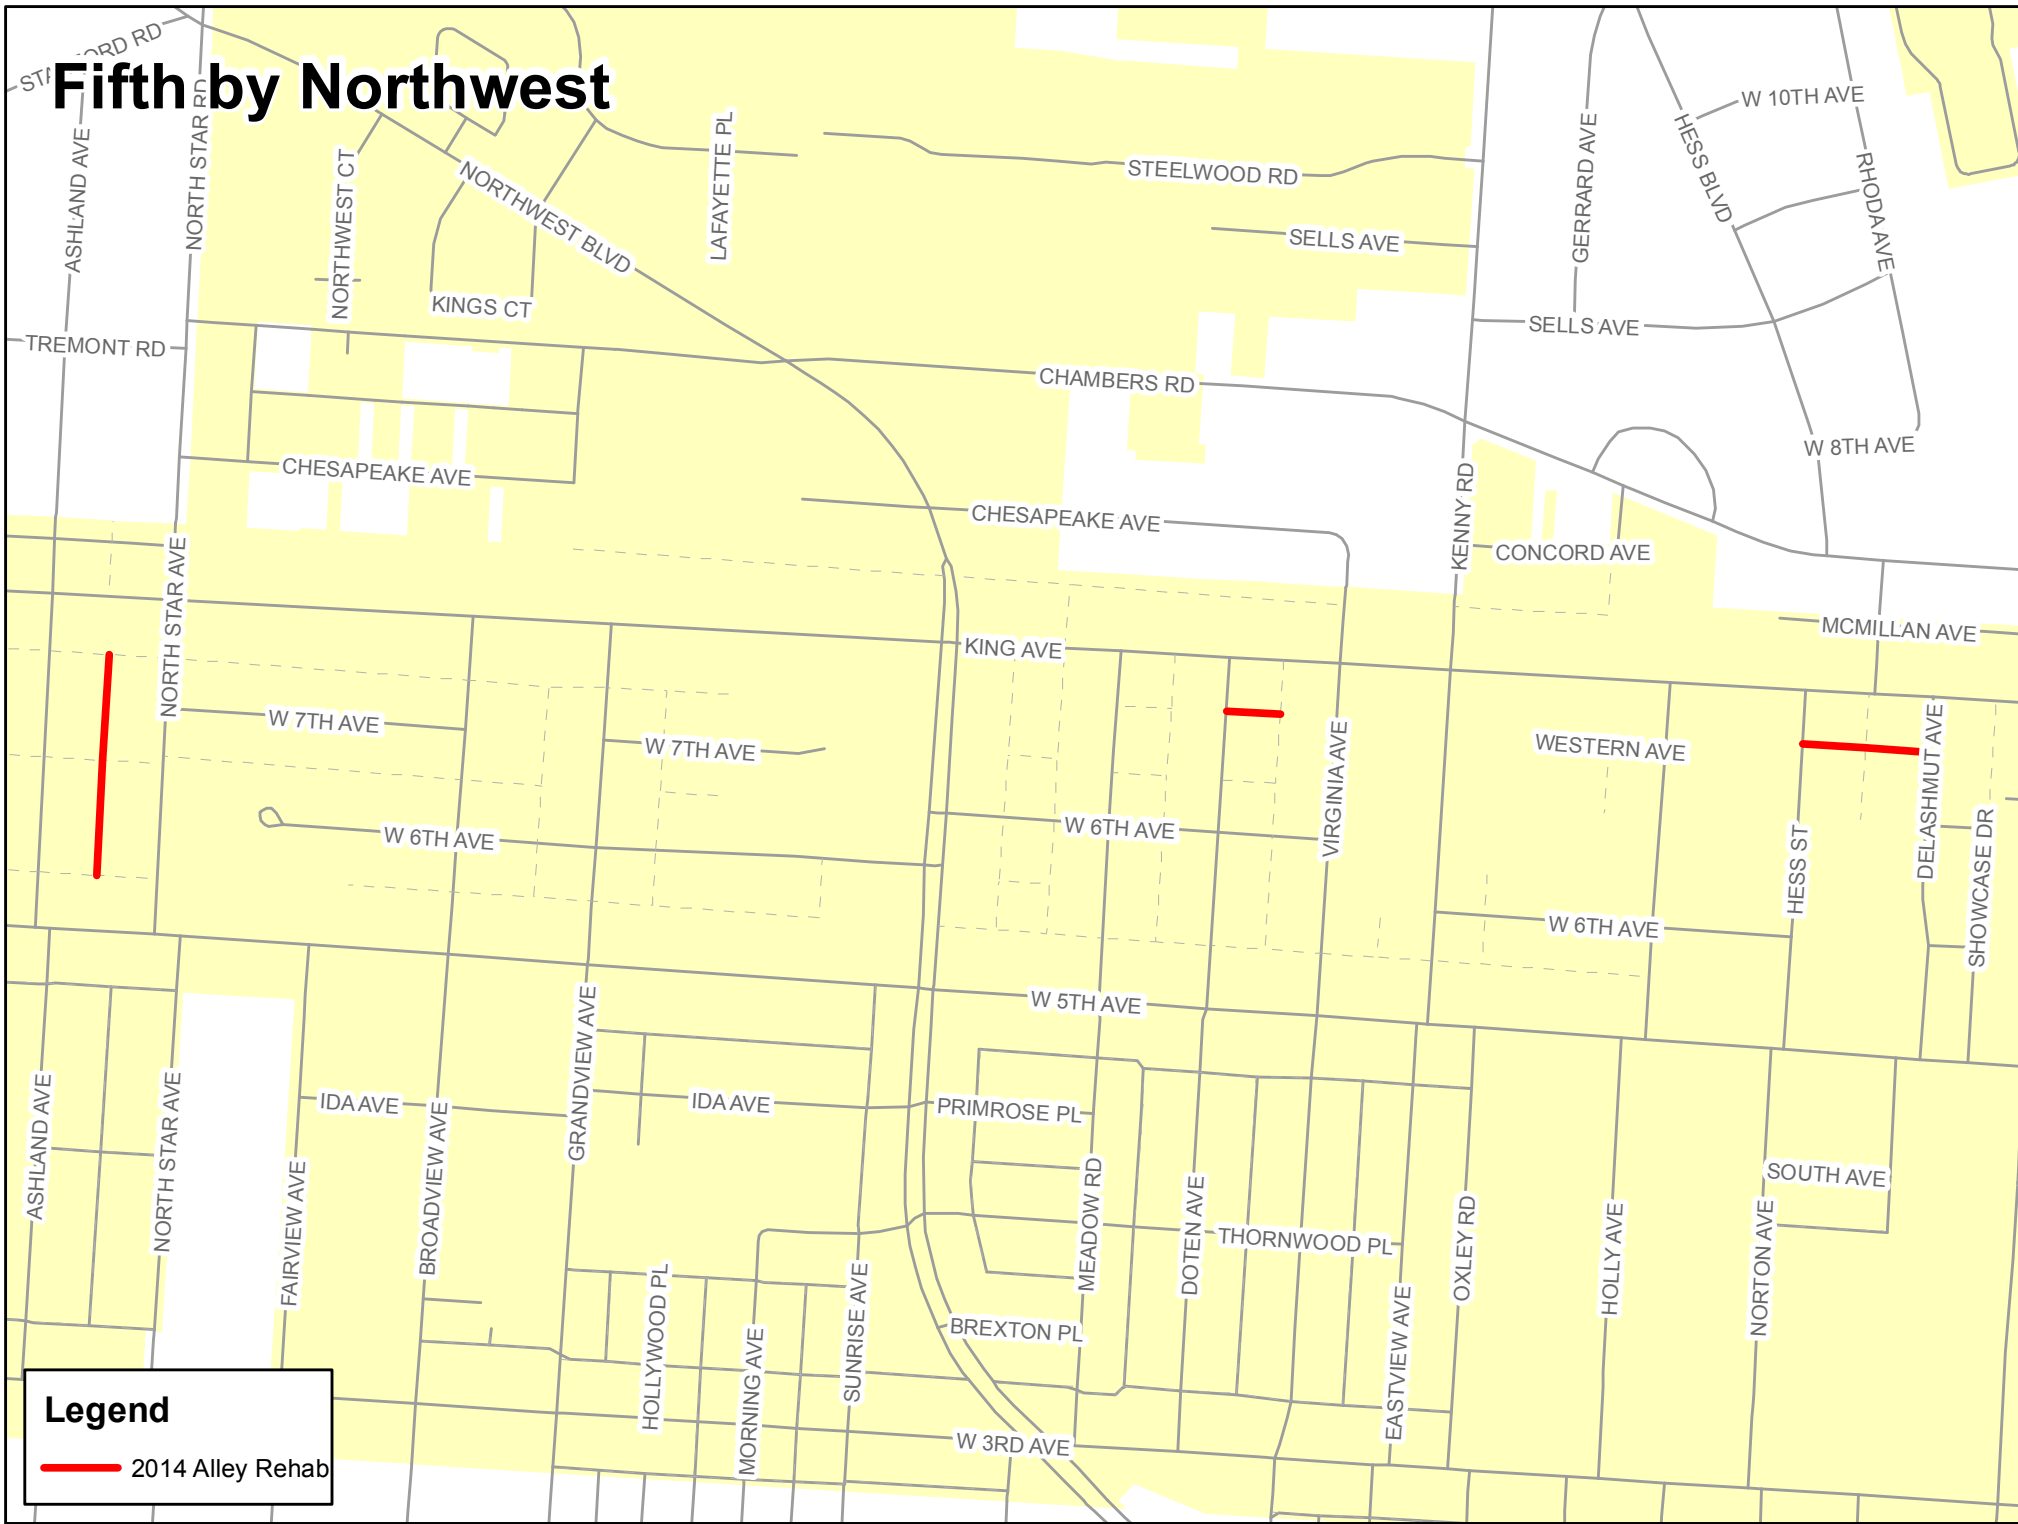 STAFFORD RD
Fifth by Northwest
W 10TH AVE
HESS BLVD
GERRARD AVE
RHODA AVE
ASHLAND AVE
NORTH STAR RD
NORTHWEST CT
NORTHWEST BLVD
LAFAYETTE PL
STEELWOOD RD
SELLS AVE
KINGS CT
SELLS AVE
TREMONT RD
CHAMBERS RD
W 8TH AVE
CHESAPEAKE AVE
CHESAPEAKE AVE
KENNY RD
CONCORD AVE
NORTH STAR AVE
KING AVE
MCMILLAN AVE
W 7TH AVE
W 7TH AVE
VIRGINIA AVE
WESTERN AVE
DELASHMUT AVE
W 6TH AVE
W 6TH AVE
HESS ST
SHOWCASE DR
W 6TH AVE
W 5TH AVE
GRANDVIEW AVE
ASHLAND AVE
NORTH STAR AVE
IDA AVE
BROADVIEW AVE
IDA AVE
PRIMROSE PL
FAIRVIEW AVE
MEADOW RD
DOTEN AVE
THORNWOOD PL
OXLEY RD
HOLLY AVE
SOUTH AVE
NORTON AVE
HOLLYWOOD PL
MORNING AVE
SUNRISE AVE
BREXTON PL
EASTVIEW AVE
W 3RD AVE
Legend
2014 Alley Rehab